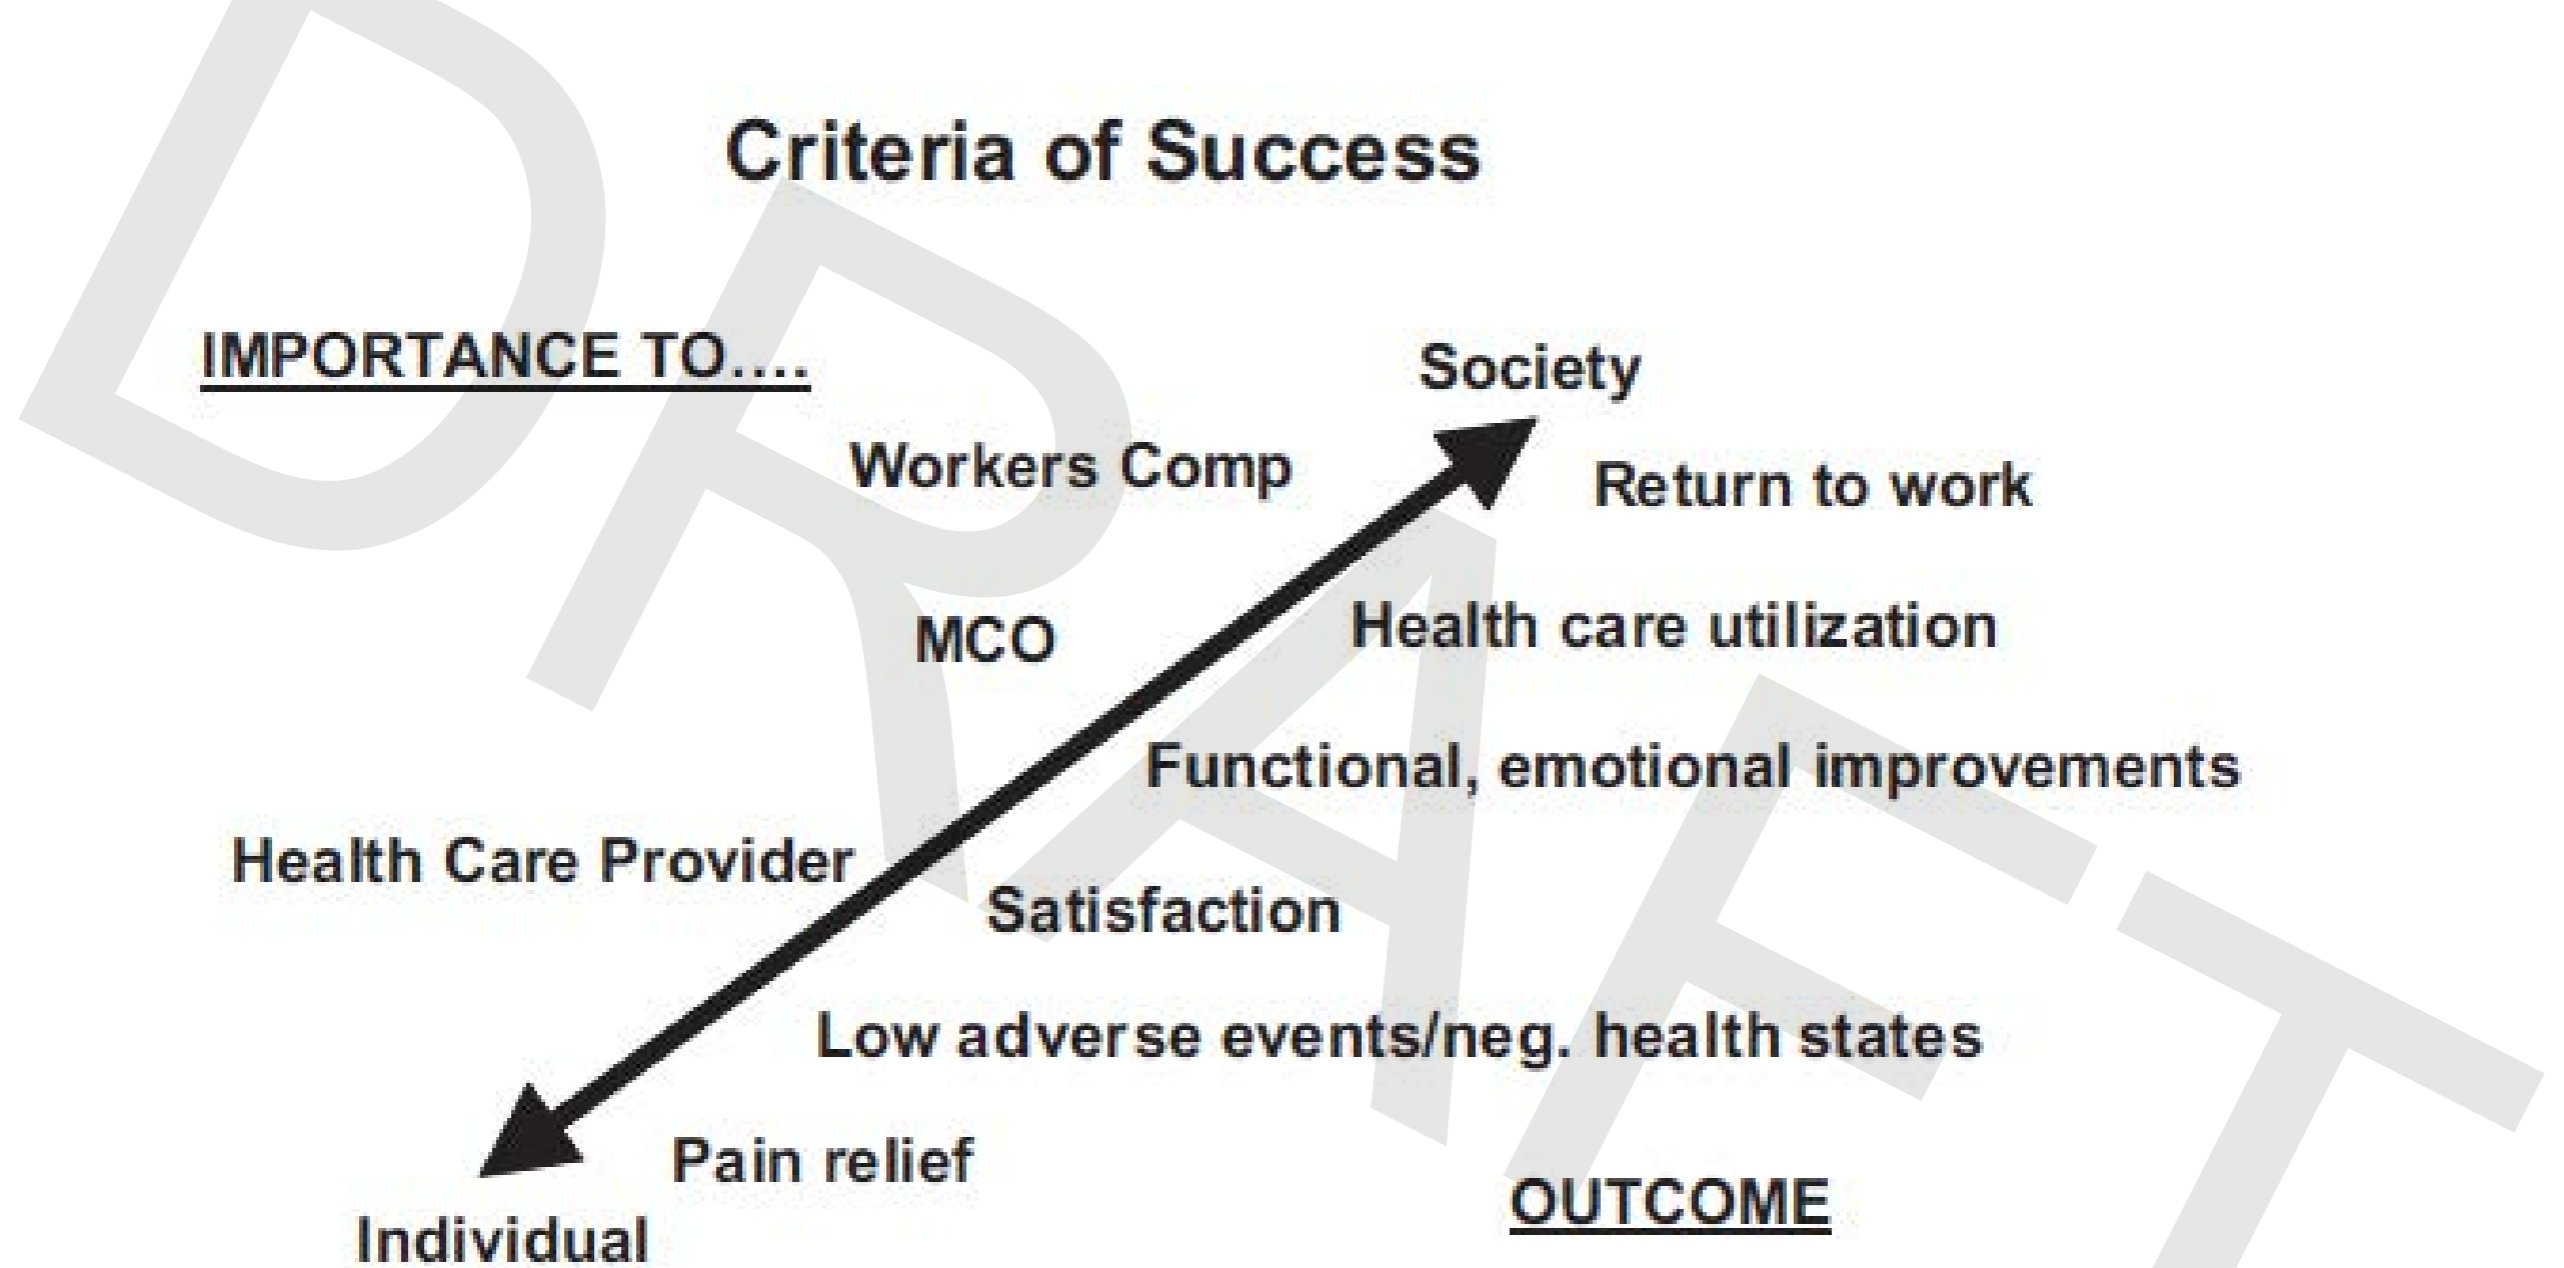 Criteria of Success
IMPORTANCE TO....
Society
Workers Comp
Return to work
MCO
Health care utilization
Functional, emotional improvements
Health Care Provider
Satisfaction
Low adverse events/neg. health states
Pain relief
OUTCOME
Individual
DRAFT